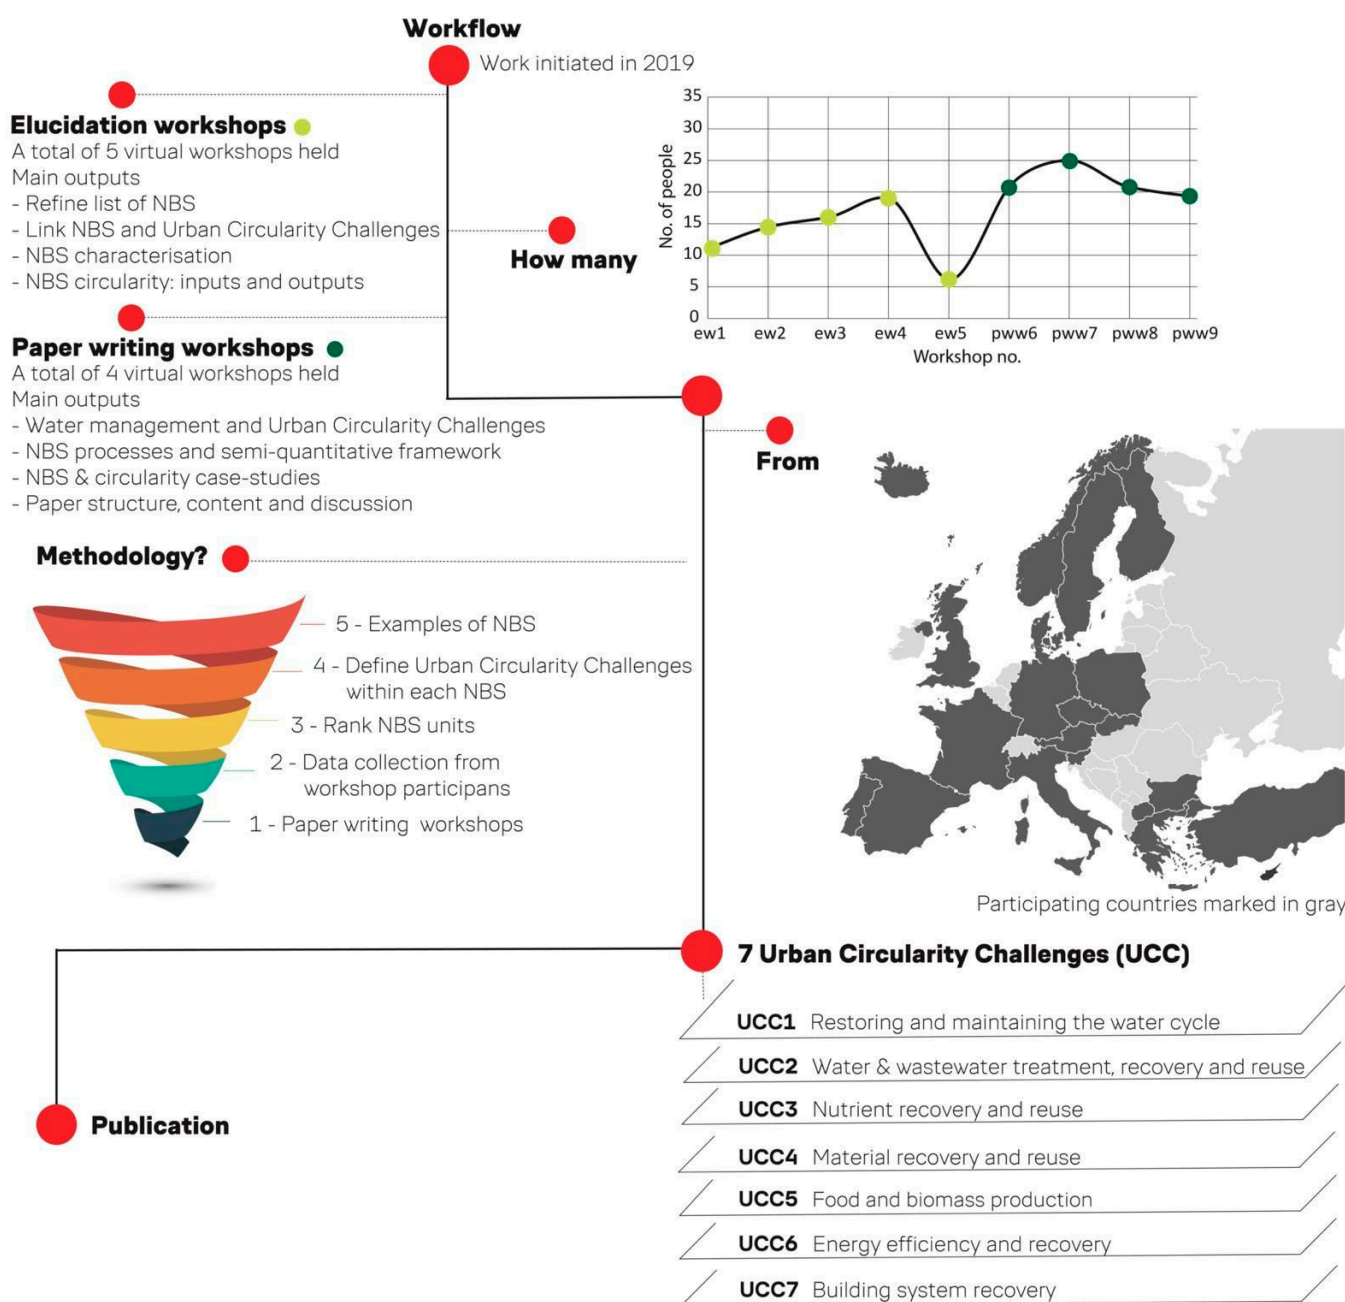 Workflow
Work initiated in 2019
Elucidation workshops
A total of 5 virtual workshops held
Main outputs
- Refine list of NBS
- Link NBS and Urban Circularity Challenges
- NBS characterisation
- NBS circularity: inputs and outputs
How many
35
30
25
20
15
10
5
0
No. of people
ew1 ew2 ew3 ew4 ew5 pww6 pww7 pww8 pww9
Workshop no.
Paper writing workshops
A total of 4 virtual workshops held
Main outputs
- Water management and Urban Circularity Challenges
- NBS processes and semi-quantitative framework
- NBS & circularity case-studies
- Paper structure, content and discussion
From
Participating countries marked in gray
Methodology?
5 - Examples of NBS
4 - Define Urban Circularity Challenges
within each NBS
3 - Rank NBS units
2 - Data collection from
workshop participans
1 - Paper writing workshops
7 Urban Circularity Challenges (UCC)
UCC1 Restoring and maintaining the water cycle
UCC2 Water & wastewater treatment, recovery and reuse
UCC3 Nutrient recovery and reuse
UCC4 Material recovery and reuse
UCC5 Food and biomass production
UCC6 Energy efficiency and recovery
UCC7 Building system recovery
Publication